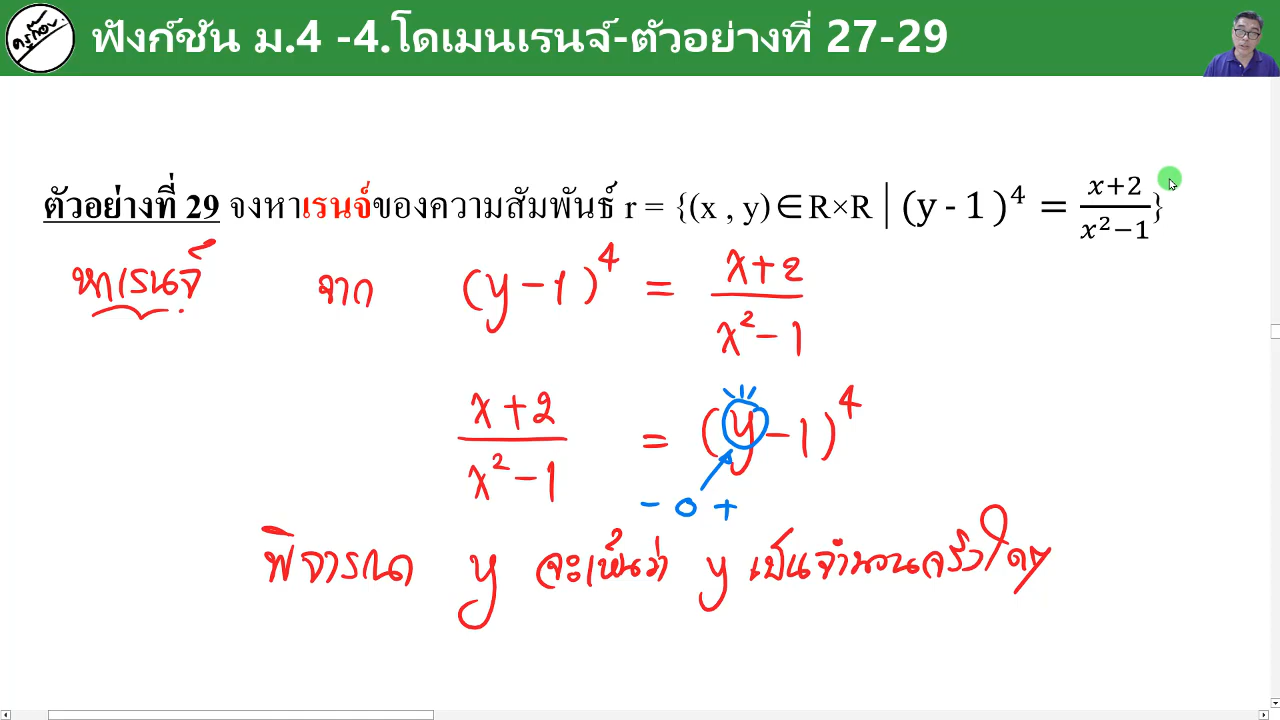 ครูก๊อบ
ฟังก์ชัน ม.4 -4.โดเมนเรนจ์-ตัวอย่างที่ 27-29
ตัวอย่างที่ 29 จงหาเรนจ์ของความสัมพันธ์ r = {(x , y)∈R×R | (y - 1 )⁴ = (x+2)/(x²−1)}
หาเรนจ์ จาก (y - 1)⁴ = (x+2)/(x² - 1)
(x+2)/(x² - 1) = (y - 1)⁴
- 0 +
พิจารณา y จะเห็นว่า y เป็นจำนวนจริงใดๆ